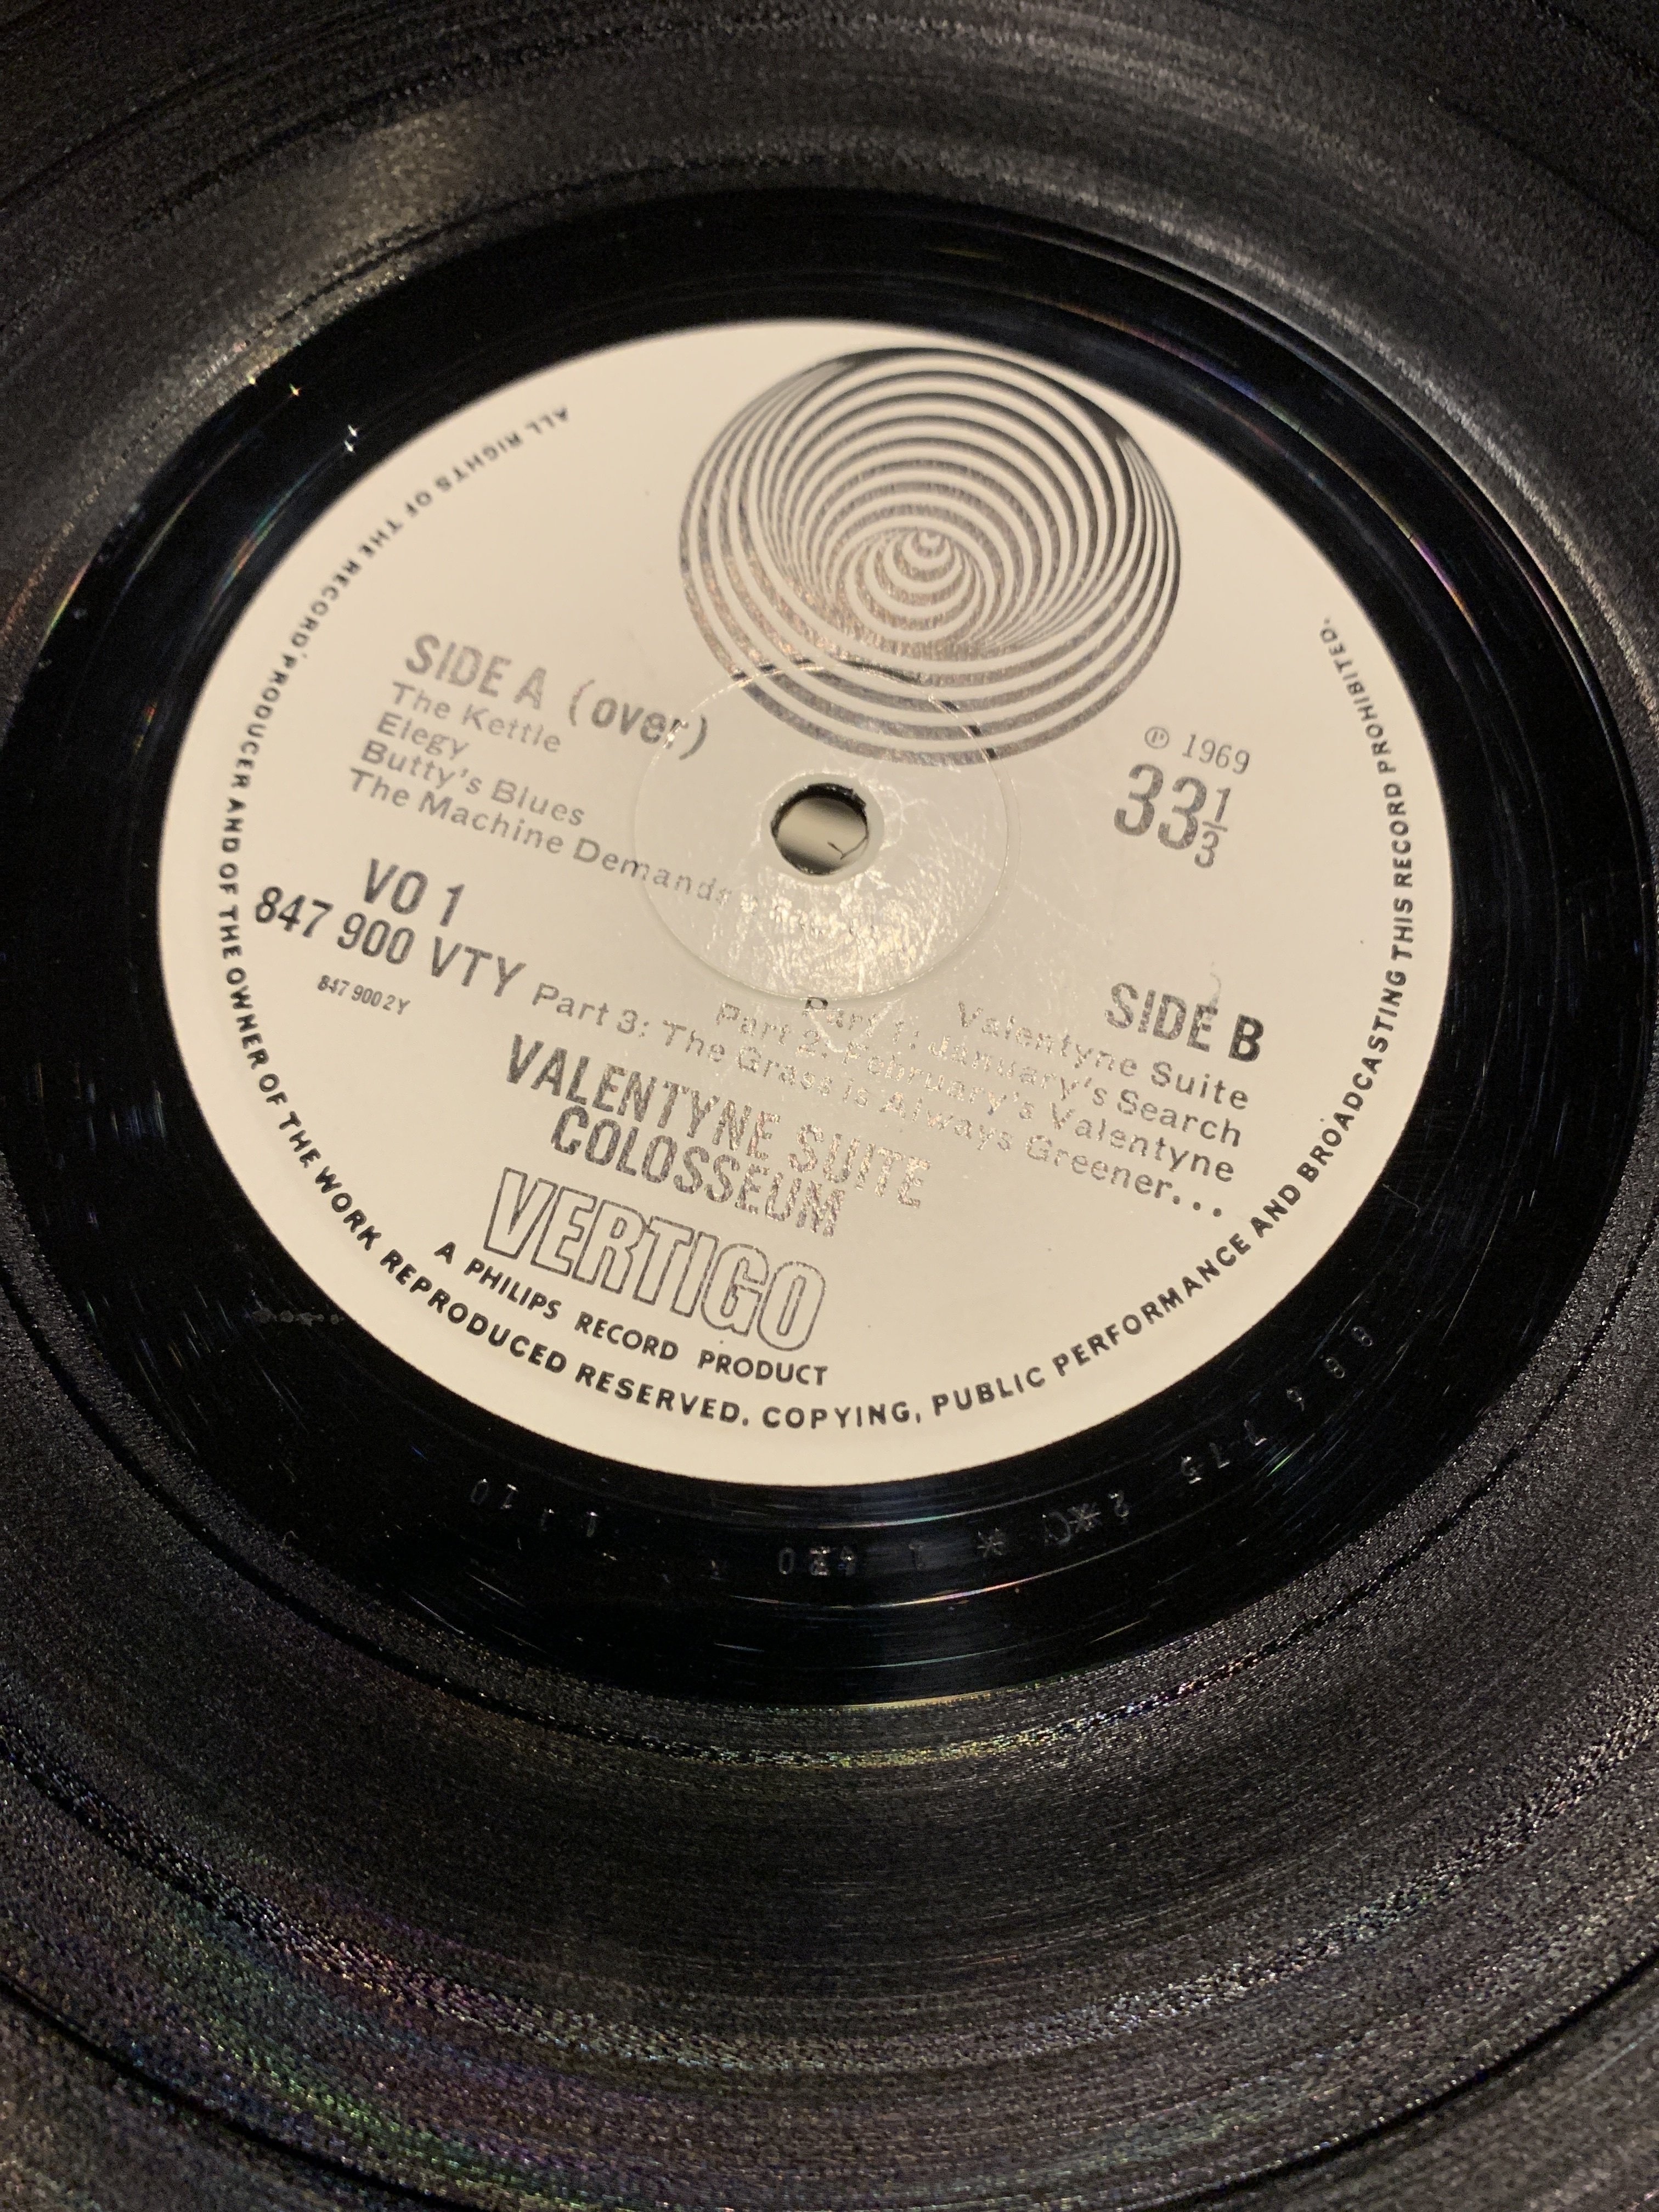 SIDE A (over)
The Kettle
Elegy
Butty's Blues
The Machine Demands
℗ 1969
33 1/3
VO 1
847 900 VTY
847 900 2Y
SIDE B
Valentyne Suite
Part 1: January's Search
Part 2: February's Valentyne
Part 3: The Grass is Always Greener...
VALENTYNE SUITE
COLOSSEUM
VERTIGO
A PHILIPS RECORD PRODUCT
ALL RIGHTS OF THE RECORD PRODUCER AND OF THE OWNER OF THE WORK REPRODUCED RESERVED. COPYING, PUBLIC PERFORMANCE AND BROADCASTING THIS RECORD PROHIBITED.